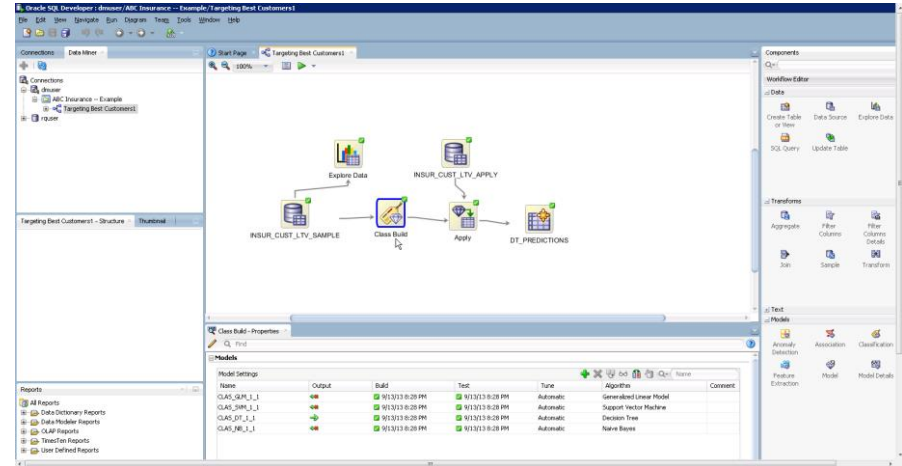 Oracle SQL Developer : dmuser/ABC Insurance -- Example/Targeting Best Customers1
File Edit View Navigate Run Diagram Team Tools Window Help
Connections Data Miner
Start Page Targeting Best Customers1
100%
Connections
dmuser
ABC Insurance -- Example
Targeting Best Customers1
rquser
Explore Data
INSUR_CUST_LTV_APPLY
INSUR_CUST_LTV_SAMPLE
Class Build
Apply
DT_PREDICTIONS
Targeting Best Customers1 - Structure Thumbnail
Components
Workflow Editor
Data
Create Table or View
Data Source
Explore Data
SQL Query
Update Table
Transforms
Aggregate
Filter Columns
Filter Columns Details
Join
Sample
Transform
Text
Models
Anomaly Detection
Association
Classification
Feature Extraction
Model
Model Details
Class Build - Properties
Find
Models
Model Settings
Name
Name Output Build Test Tune Algorithm Comment
CLAS_GLM_1_1 9/13/13 8:28 PM 9/13/13 8:28 PM Automatic Generalized Linear Model
CLAS_SVM_1_1 9/13/13 8:28 PM 9/13/13 8:28 PM Automatic Support Vector Machine
CLAS_DT_1_1 9/13/13 8:28 PM 9/13/13 8:28 PM Automatic Decision Tree
CLAS_NB_1_1 9/13/13 8:28 PM 9/13/13 8:28 PM Automatic Naive Bayes
Reports
All Reports
Data Dictionary Reports
Data Modeler Reports
OLAP Reports
TimesTen Reports
User Defined Reports